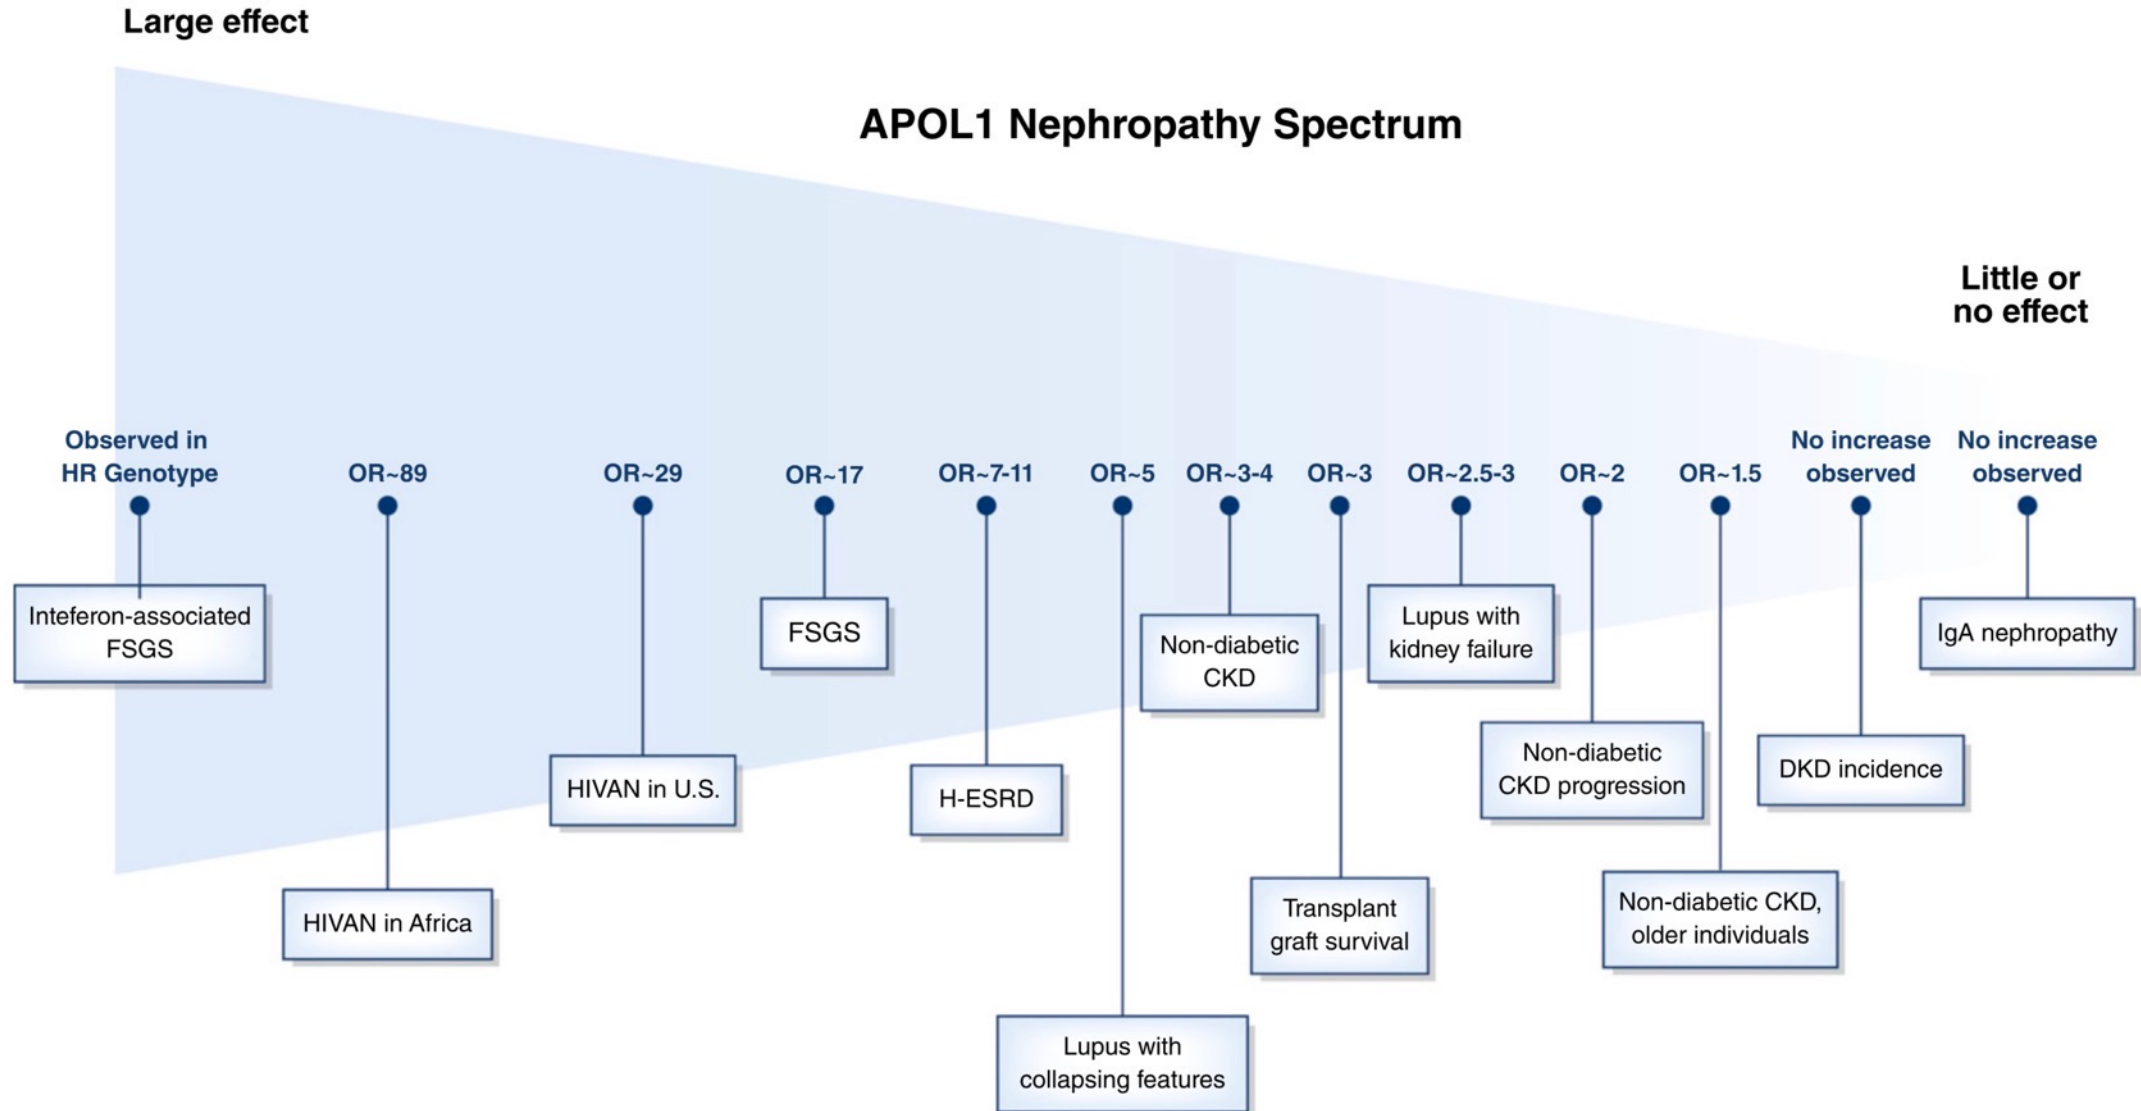 Large effect
APOL1 Nephropathy Spectrum
Little or
no effect
Observed in
HR Genotype
OR~89
OR~29
OR~17
OR~7-11
OR~5
OR~3-4
OR~3
OR~2.5-3
OR~2
OR~1.5
No increase
observed
No increase
observed
Inteferon-associated
FSGS
HIVAN in Africa
HIVAN in U.S.
FSGS
H-ESRD
Lupus with
collapsing features
Non-diabetic
CKD
Transplant
graft survival
Lupus with
kidney failure
Non-diabetic
CKD progression
Non-diabetic CKD,
older individuals
DKD incidence
IgA nephropathy